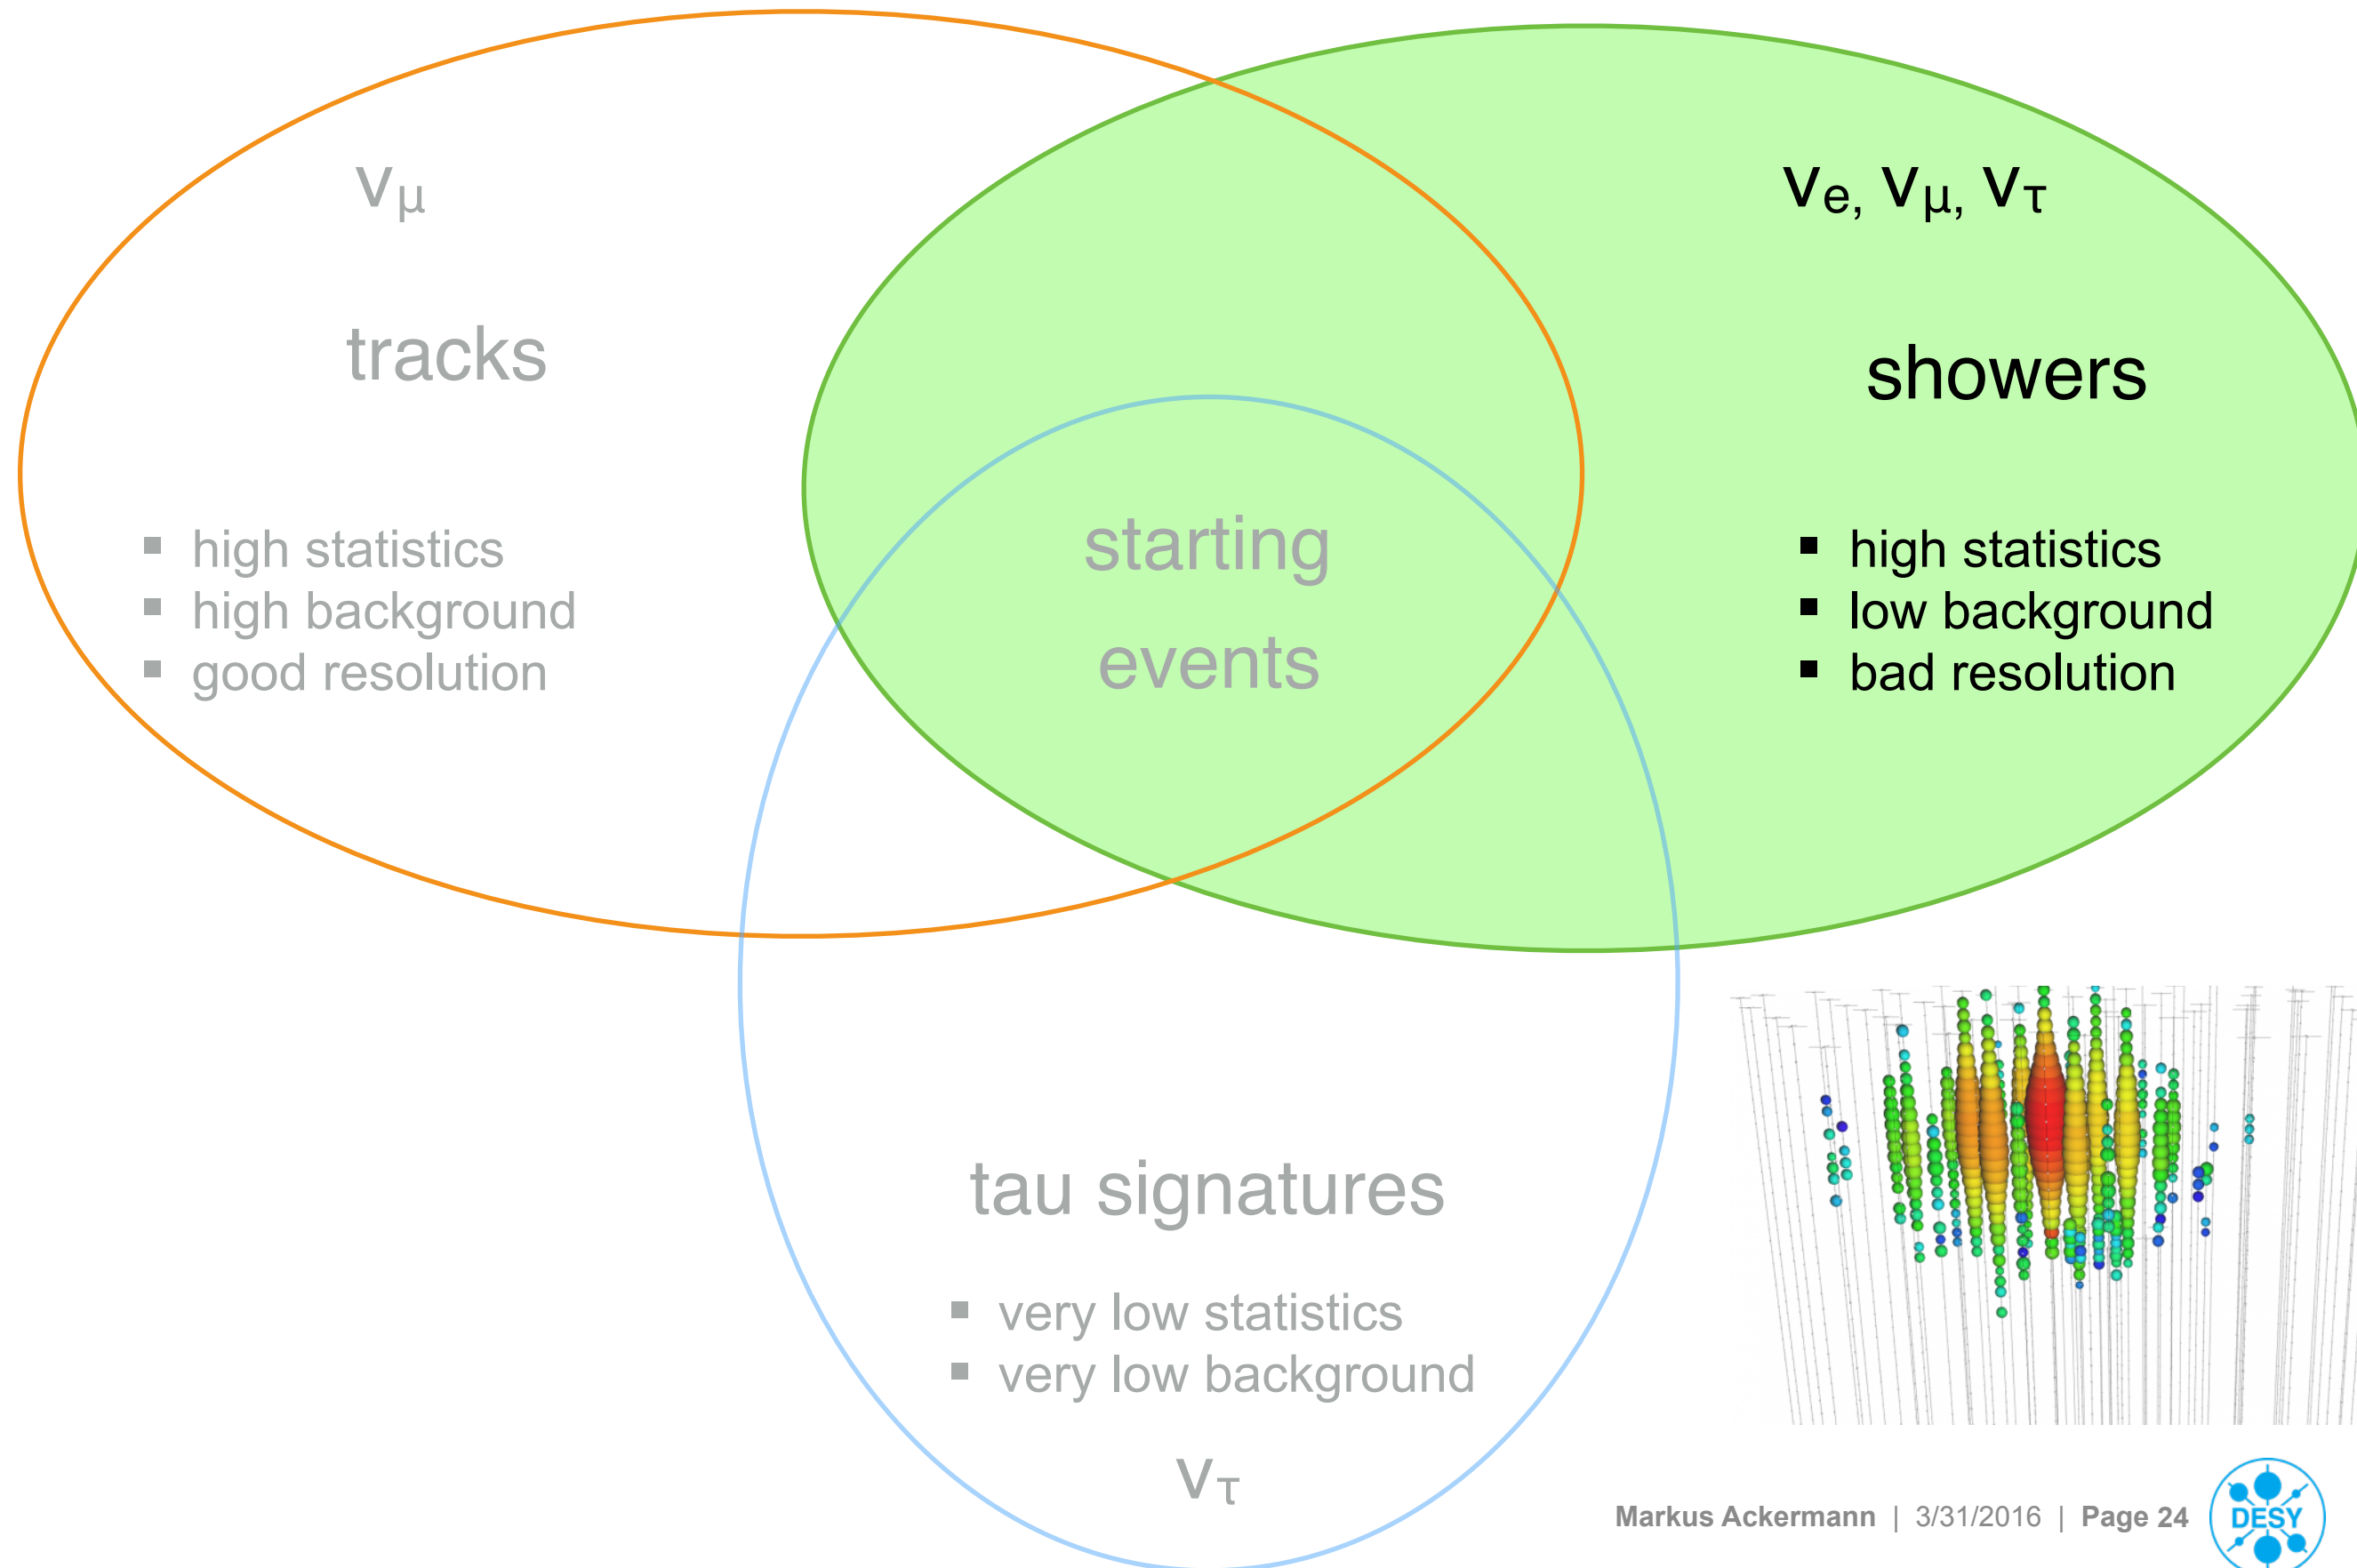 νμ
tracks
▪ high statistics
▪ high background
▪ good resolution
νe, νμ, ντ
showers
▪ high statistics
▪ low background
▪ bad resolution
starting
events
tau signatures
▪ very low statistics
▪ very low background
ντ
Markus Ackermann | 3/31/2016 | Page 24
DESY